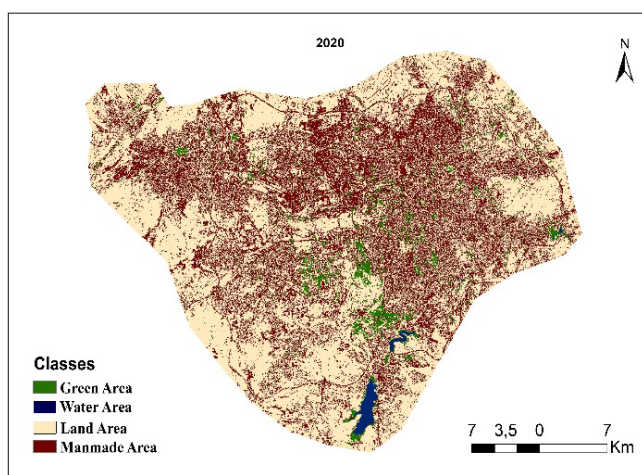 2020
N
Classes
Green Area
Water Area
Land Area
Manmade Area
7 3,5 0 7
Km